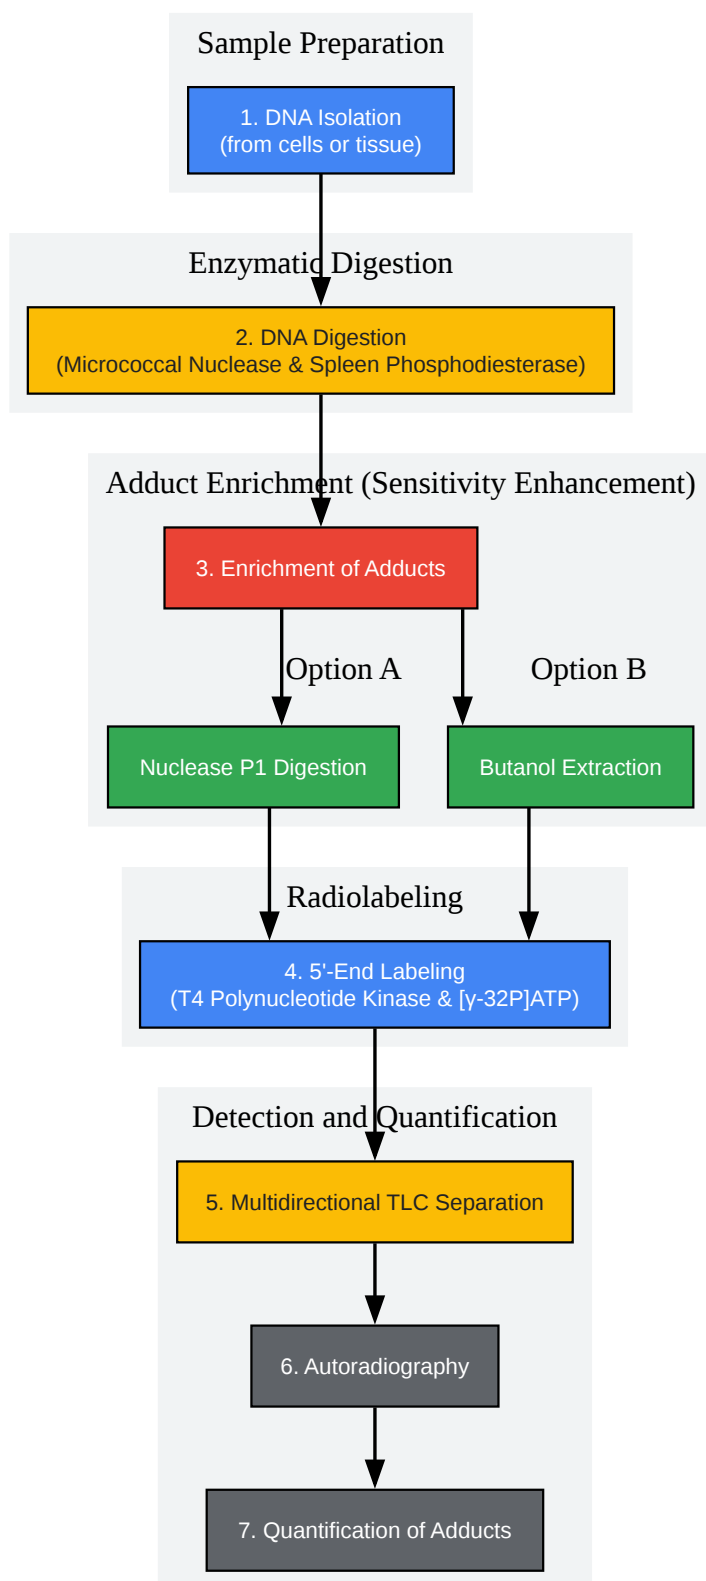 Sample Preparation
1. DNA Isolation
(from cells or tissue)
Enzymatic Digestion
2. DNA Digestion
(Micrococcal Nuclease & Spleen Phosphodiesterase)
Adduct Enrichment (Sensitivity Enhancement)
3. Enrichment of Adducts
Option A
Option B
Nuclease P1 Digestion
Butanol Extraction
Radiolabeling
4. 5'-End Labeling
(T4 Polynucleotide Kinase & [γ-32P]ATP)
Detection and Quantification
5. Multidirectional TLC Separation
6. Autoradiography
7. Quantification of Adducts